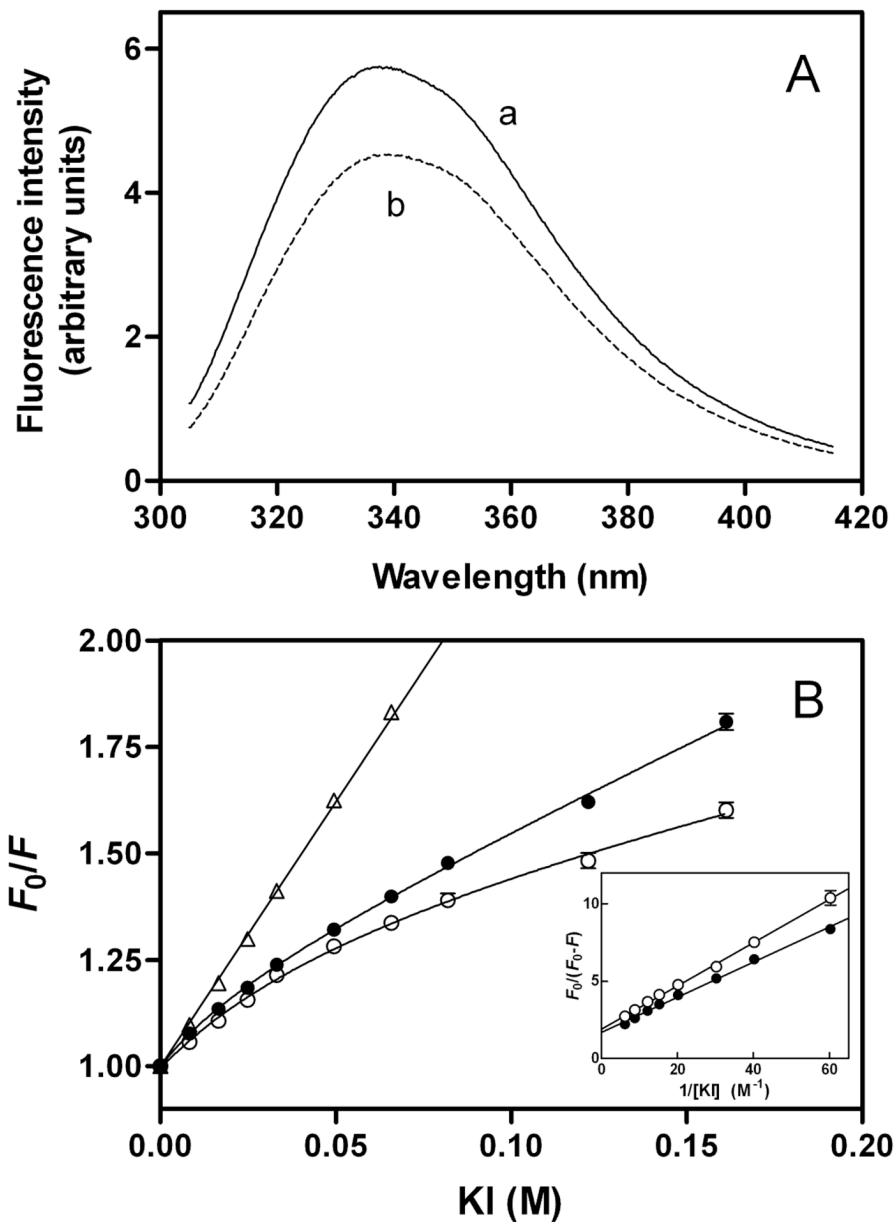 A
Fluorescence intensity
(arbitrary units)
6
4
2
0
a
b
300 320 340 360 380 400 420
Wavelength (nm)
B
F0/F
2.00
1.75
1.50
1.25
1.00
0.00 0.05 0.10 0.15 0.20
KI (M)
F0/(F0-F)
10
5
0
0 20 40 60
1/[KI] (M⁻¹)